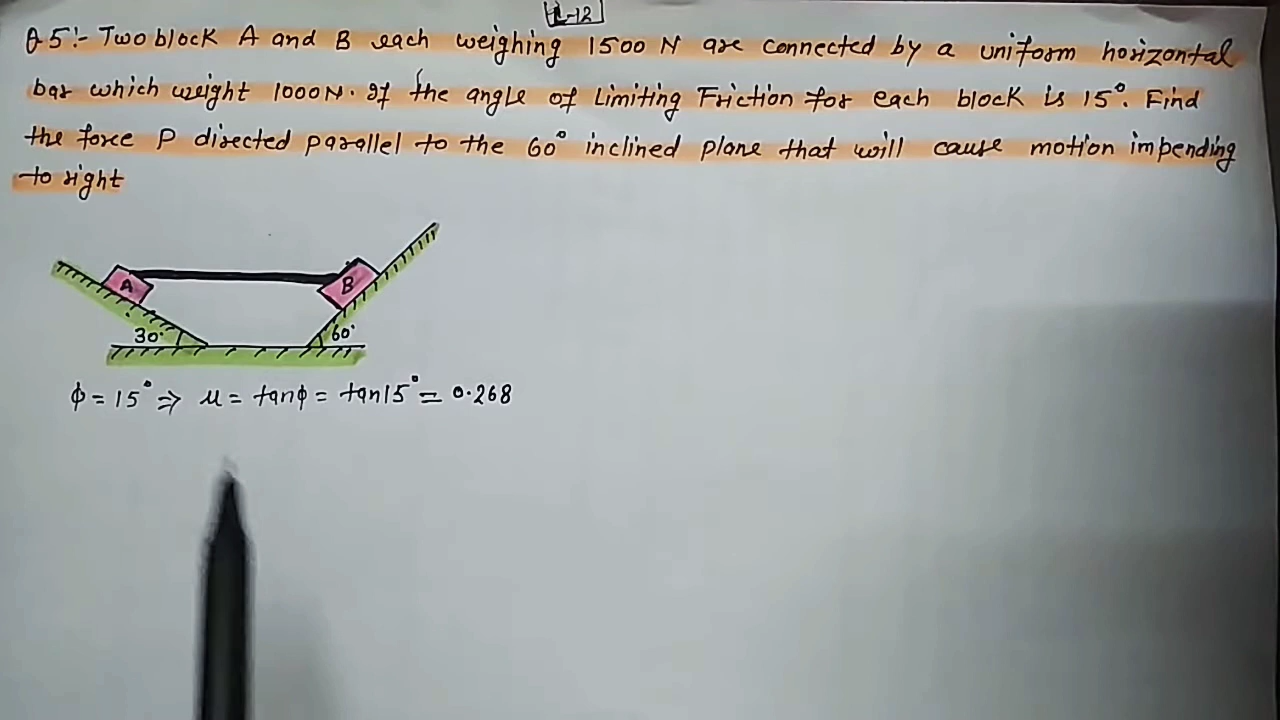 L-12
Q5:- Two block A and B each weighing 1500 N are connected by a uniform horizontal
bar which weight 1000N. If the angle of Limiting Friction for each block is 15°. Find
the force P directed parallel to the 60° inclined plane that will cause motion impending
to right
A
B
30°
60°
ϕ = 15° ⇒ μ = tanϕ = tan15° = 0.268